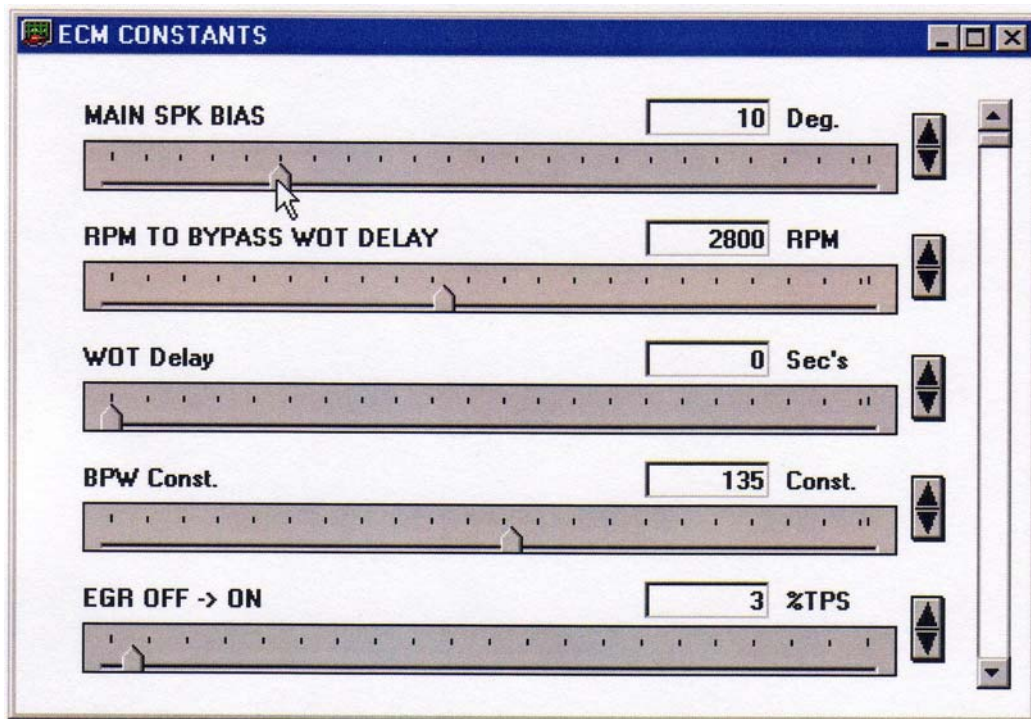 ECM CONSTANTS
MAIN SPK BIAS 10 Deg.
RPM TO BYPASS WOT DELAY 2800 RPM
WOT Delay 0 Sec's
BPW Const. 135 Const.
EGR OFF -> ON 3 %TPS